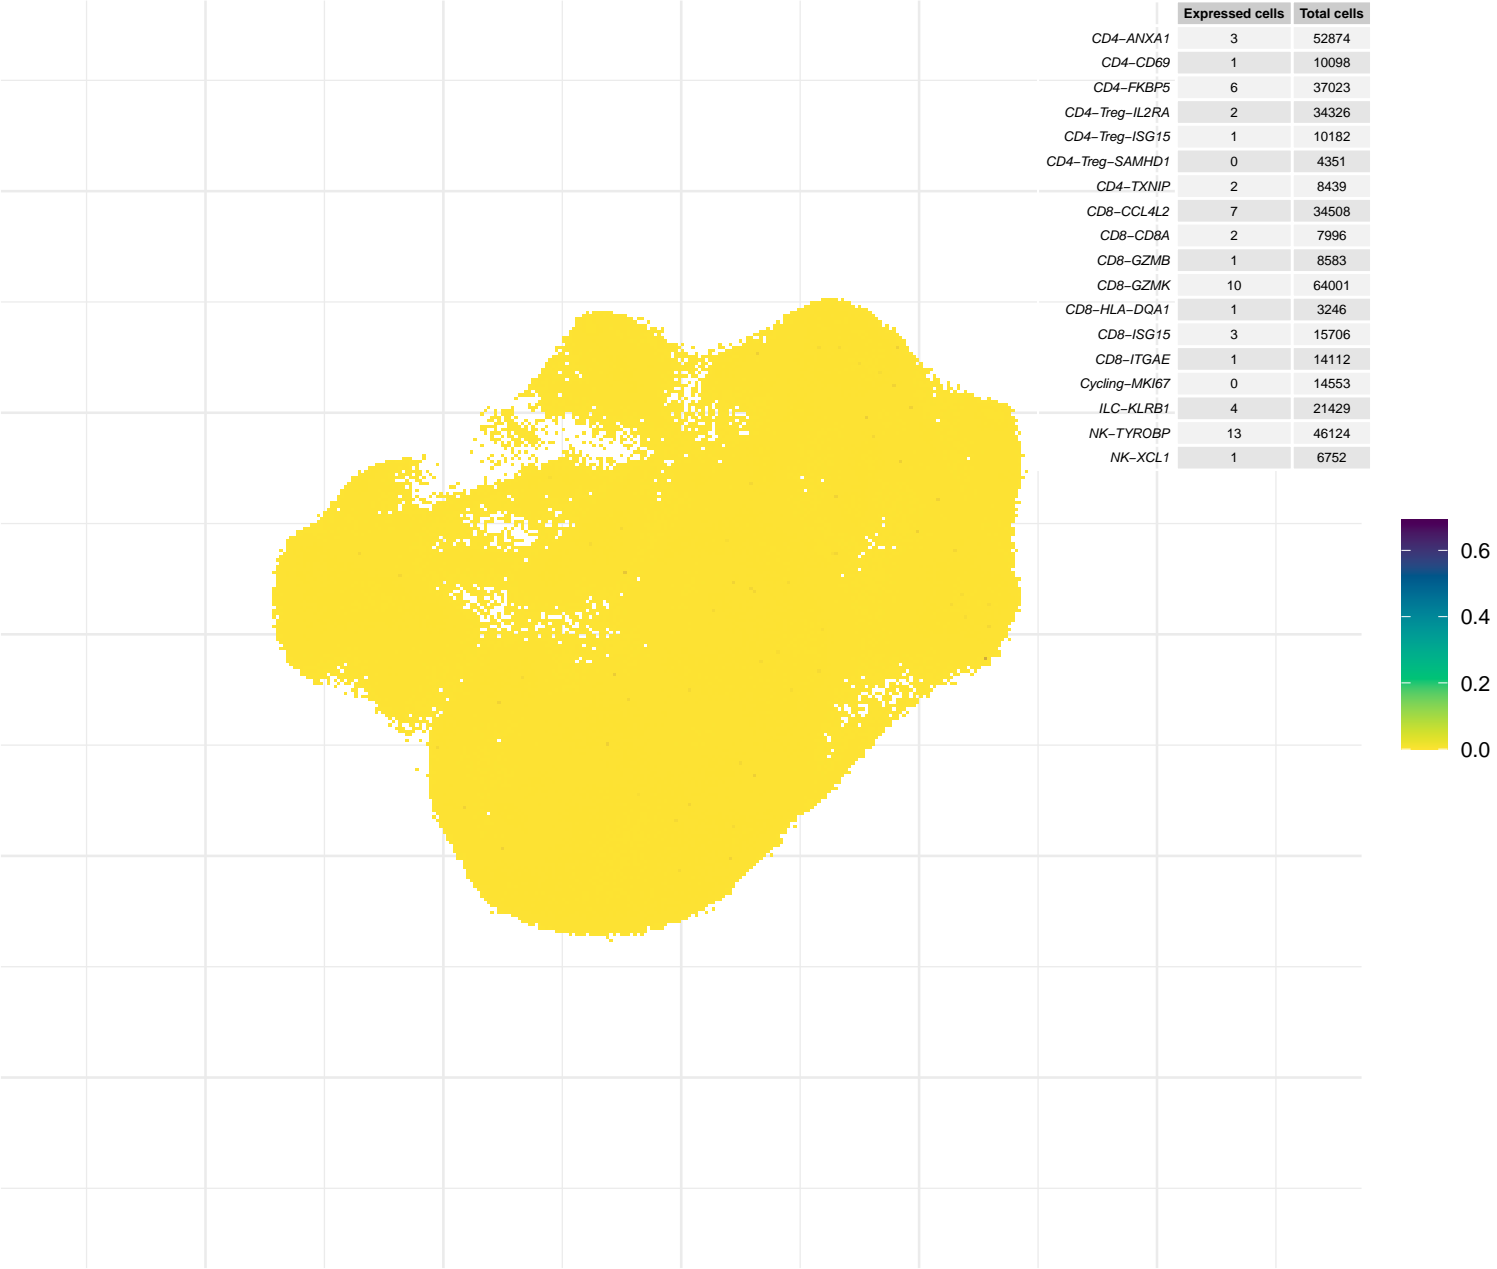 Expressed cells Total cells
CD4−ANXA1 3 52874
CD4−CD69 1 10098
CD4−FKBP5 6 37023
CD4−Treg−IL2RA 2 34326
CD4−Treg−ISG15 1 10182
CD4−Treg−SAMHD1 0 4351
CD4−TXNIP 2 8439
CD8−CCL4L2 7 34508
CD8−CD8A 2 7996
CD8−GZMB 1 8583
CD8−GZMK 10 64001
CD8−HLA−DQA1 1 3246
CD8−ISG15 3 15706
CD8−ITGAE 1 14112
Cycling−MKI67 0 14553
ILC−KLRB1 4 21429
NK−TYROBP 13 46124
NK−XCL1 1 6752
0.6
0.4
0.2
0.0